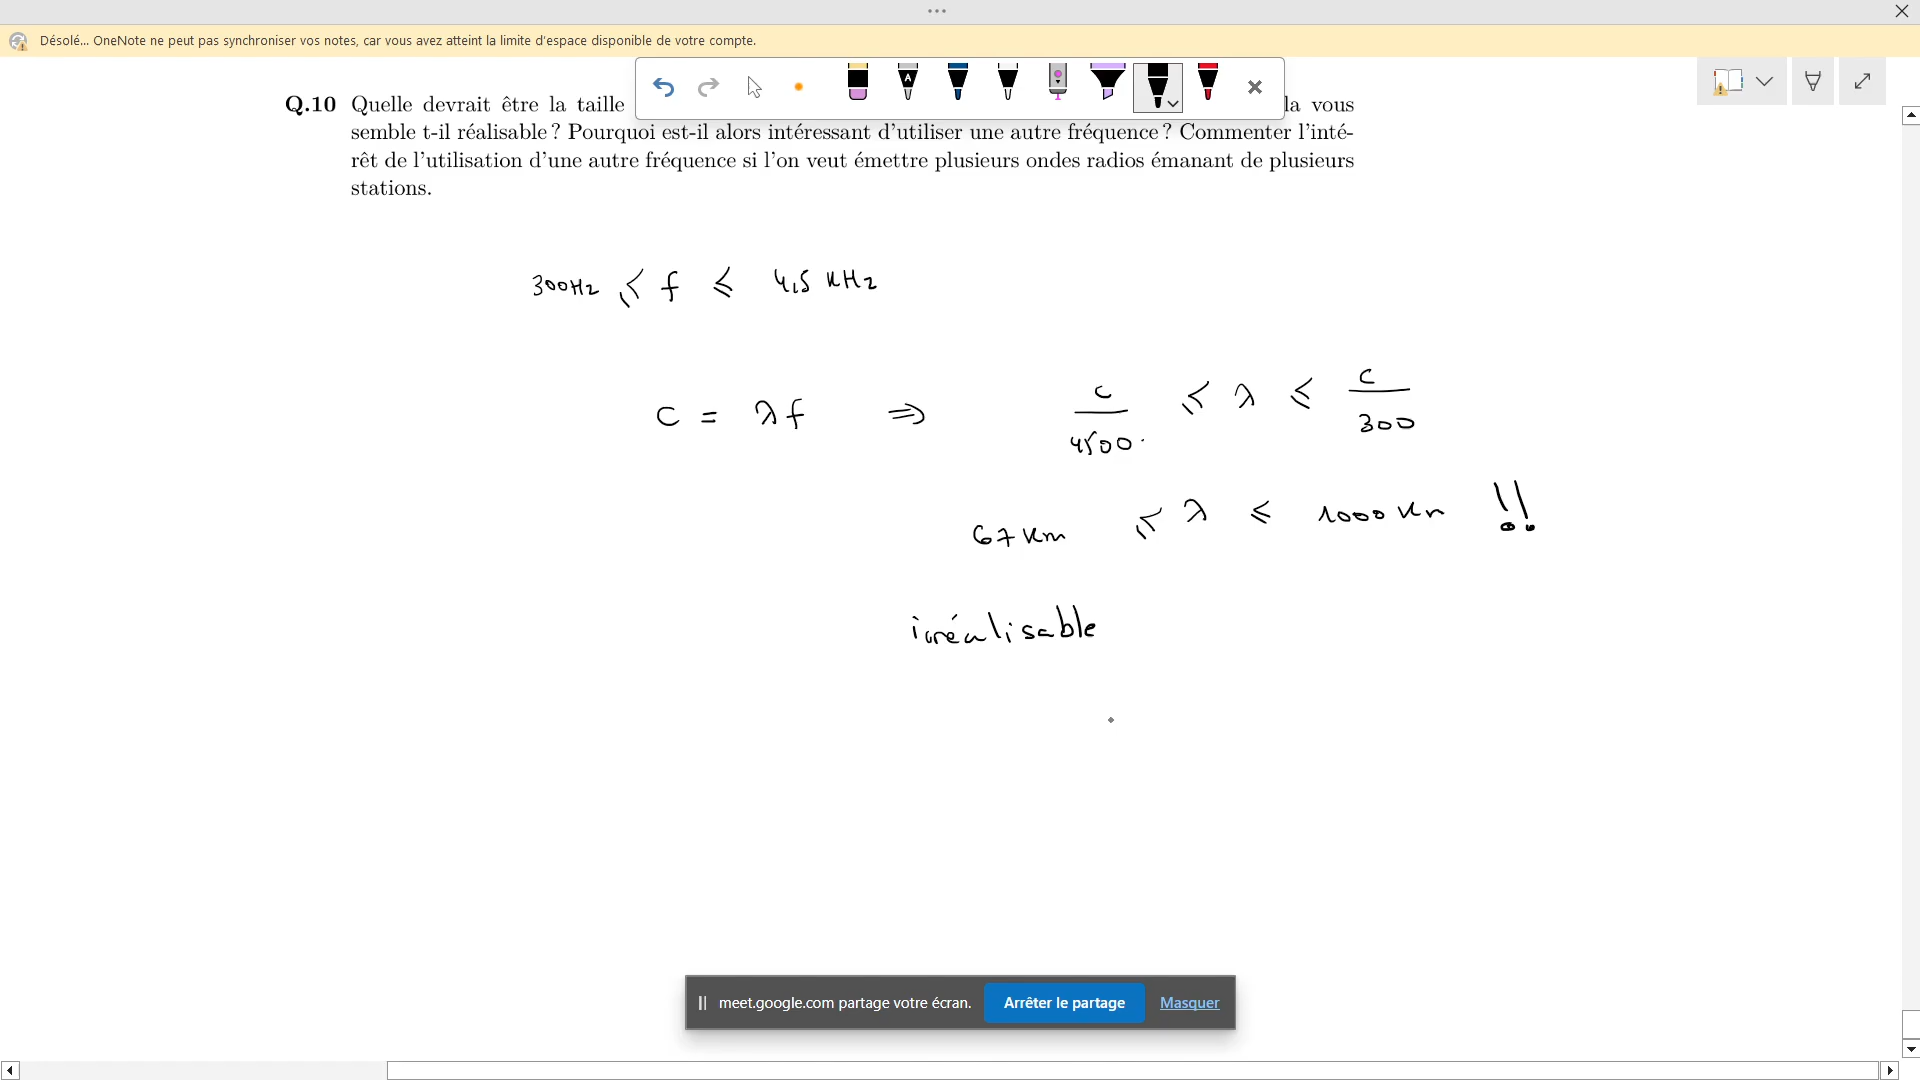 Désolé... OneNote ne peut pas synchroniser vos notes, car vous avez atteint la limite d'espace disponible de votre compte.
Q.10 Quelle devrait être la taille la vous
semble t-il réalisable ? Pourquoi est-il alors intéressant d'utiliser une autre fréquence ? Commenter l'inté-
rêt de l'utilisation d'une autre fréquence si l'on veut émettre plusieurs ondes radios émanant de plusieurs
stations.
300Hz ≤ f ≤ 4,5 KHz
c = λf ⇒ c/4500 ≤ λ ≤ c/300
67 Km ≤ λ ≤ 1000 Km !!
irréalisable
meet.google.com partage votre écran. Arrêter le partage Masquer